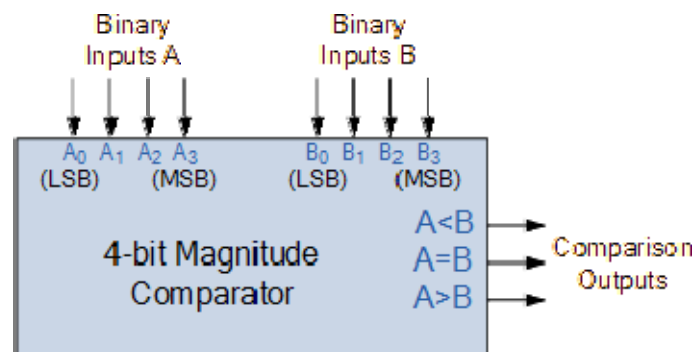 Binary Inputs A
Binary Inputs B
A0 A1 A2 A3
B0 B1 B2 B3
(LSB) (MSB)
(LSB) (MSB)
4-bit Magnitude Comparator
A<B
A=B
A>B
Comparison Outputs